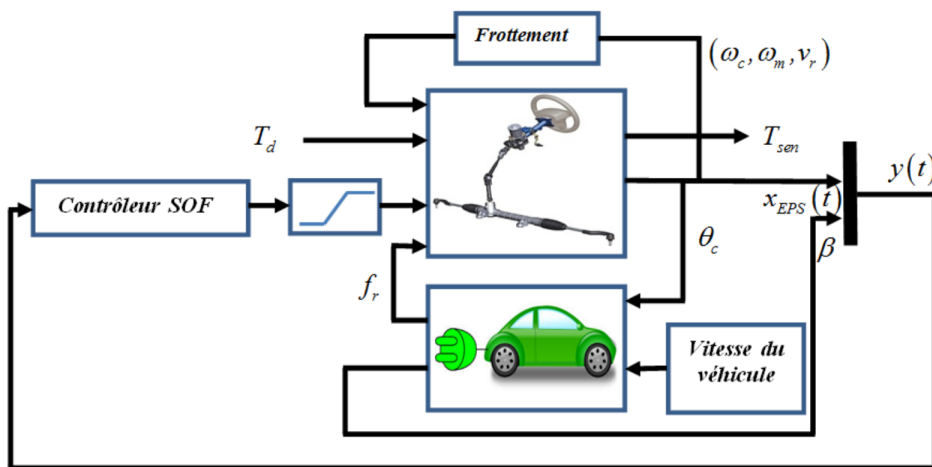 Frottement
(ω_c, ω_m, v_r)
T_d
T_sen
y(t)
Contrôleur SOF
x_EPS(t)
θ_c
β
f_r
Vitesse du
véhicule